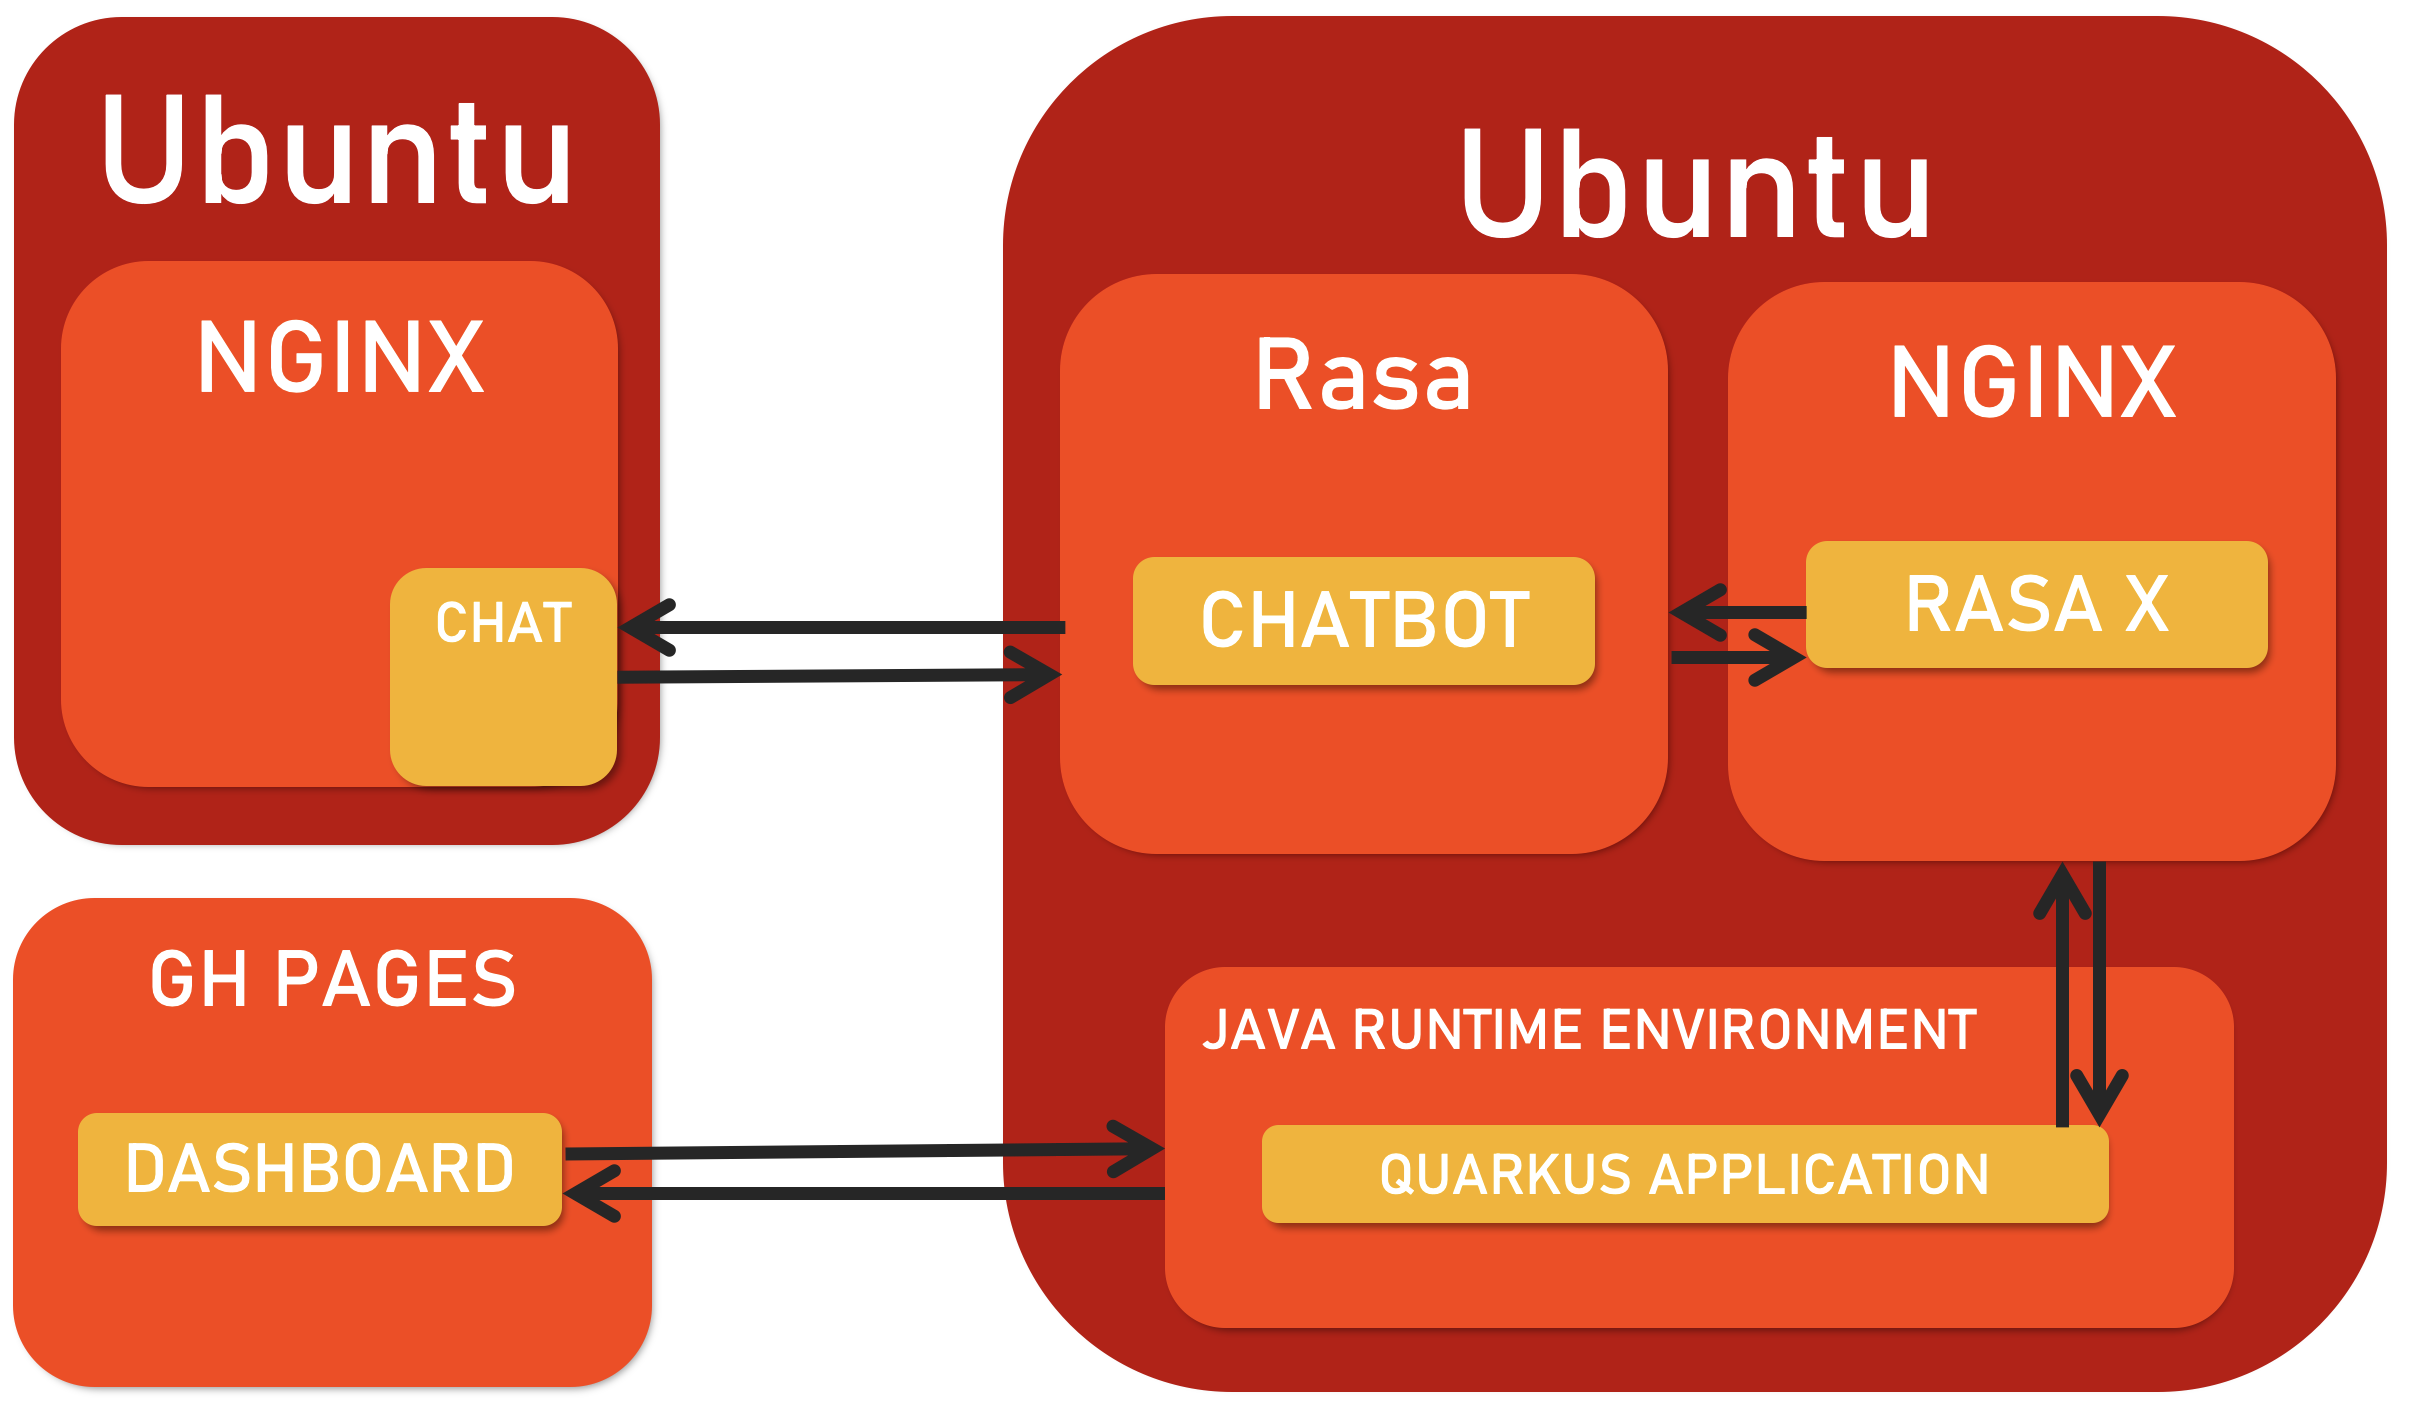 Ubuntu
NGINX
CHAT
GH PAGES
DASHBOARD
Ubuntu
Rasa
CHATBOT
NGINX
RASA X
JAVA RUNTIME ENVIRONMENT
QUARKUS APPLICATION